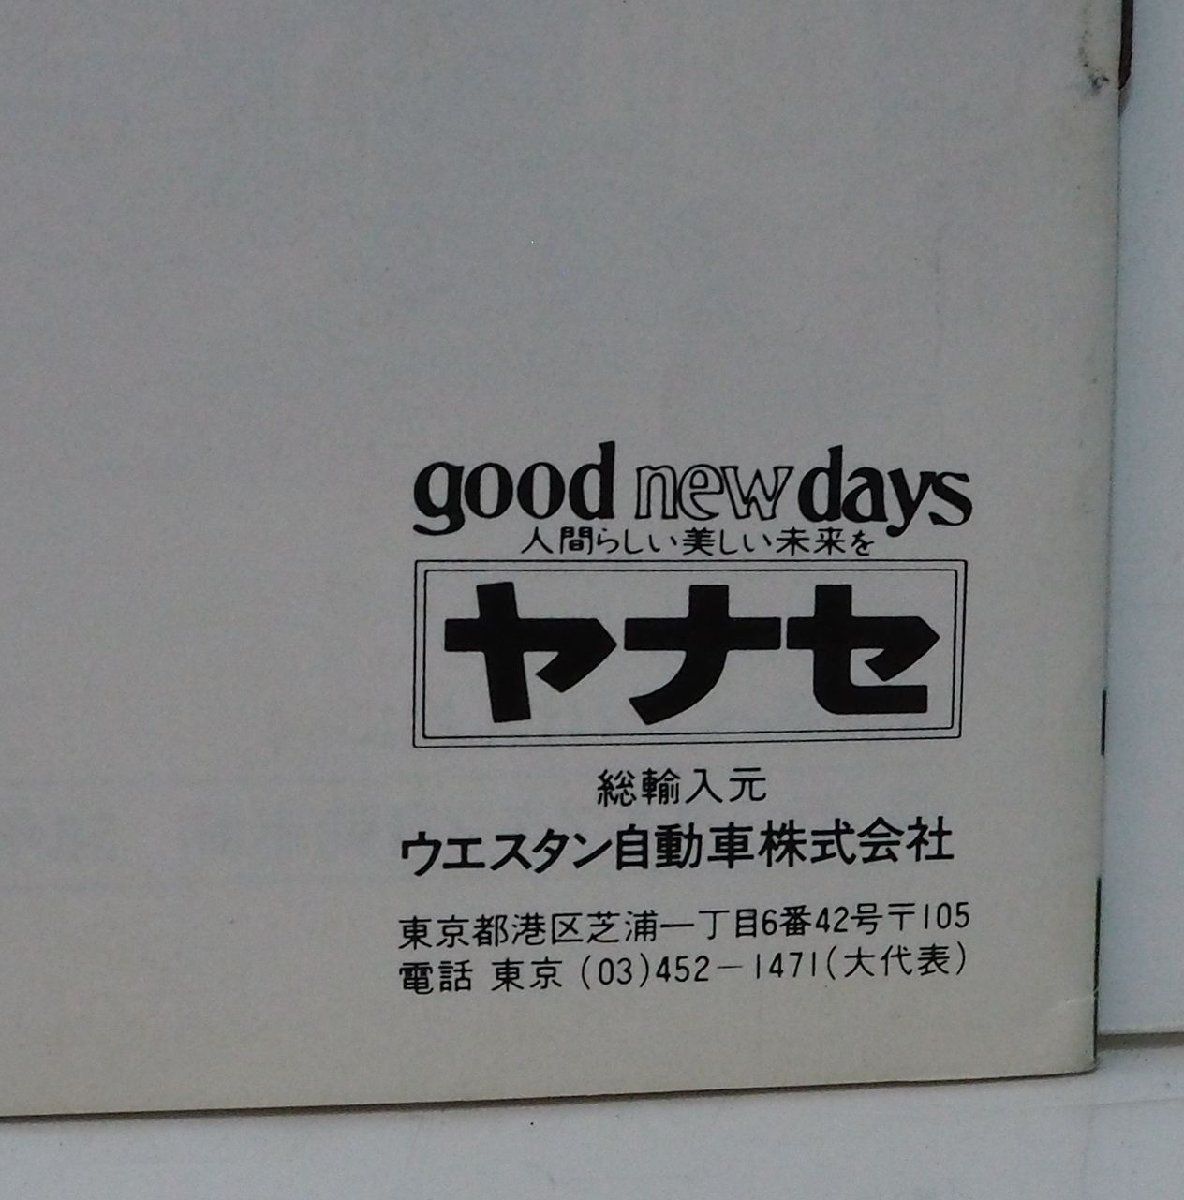 good new days
人間らしい美しい未来を
ヤナセ
総輸入元
ウエスタン自動車株式会社
東京都港区芝浦一丁目6番42号〒105
電話 東京 (03)452-1471(大代表)